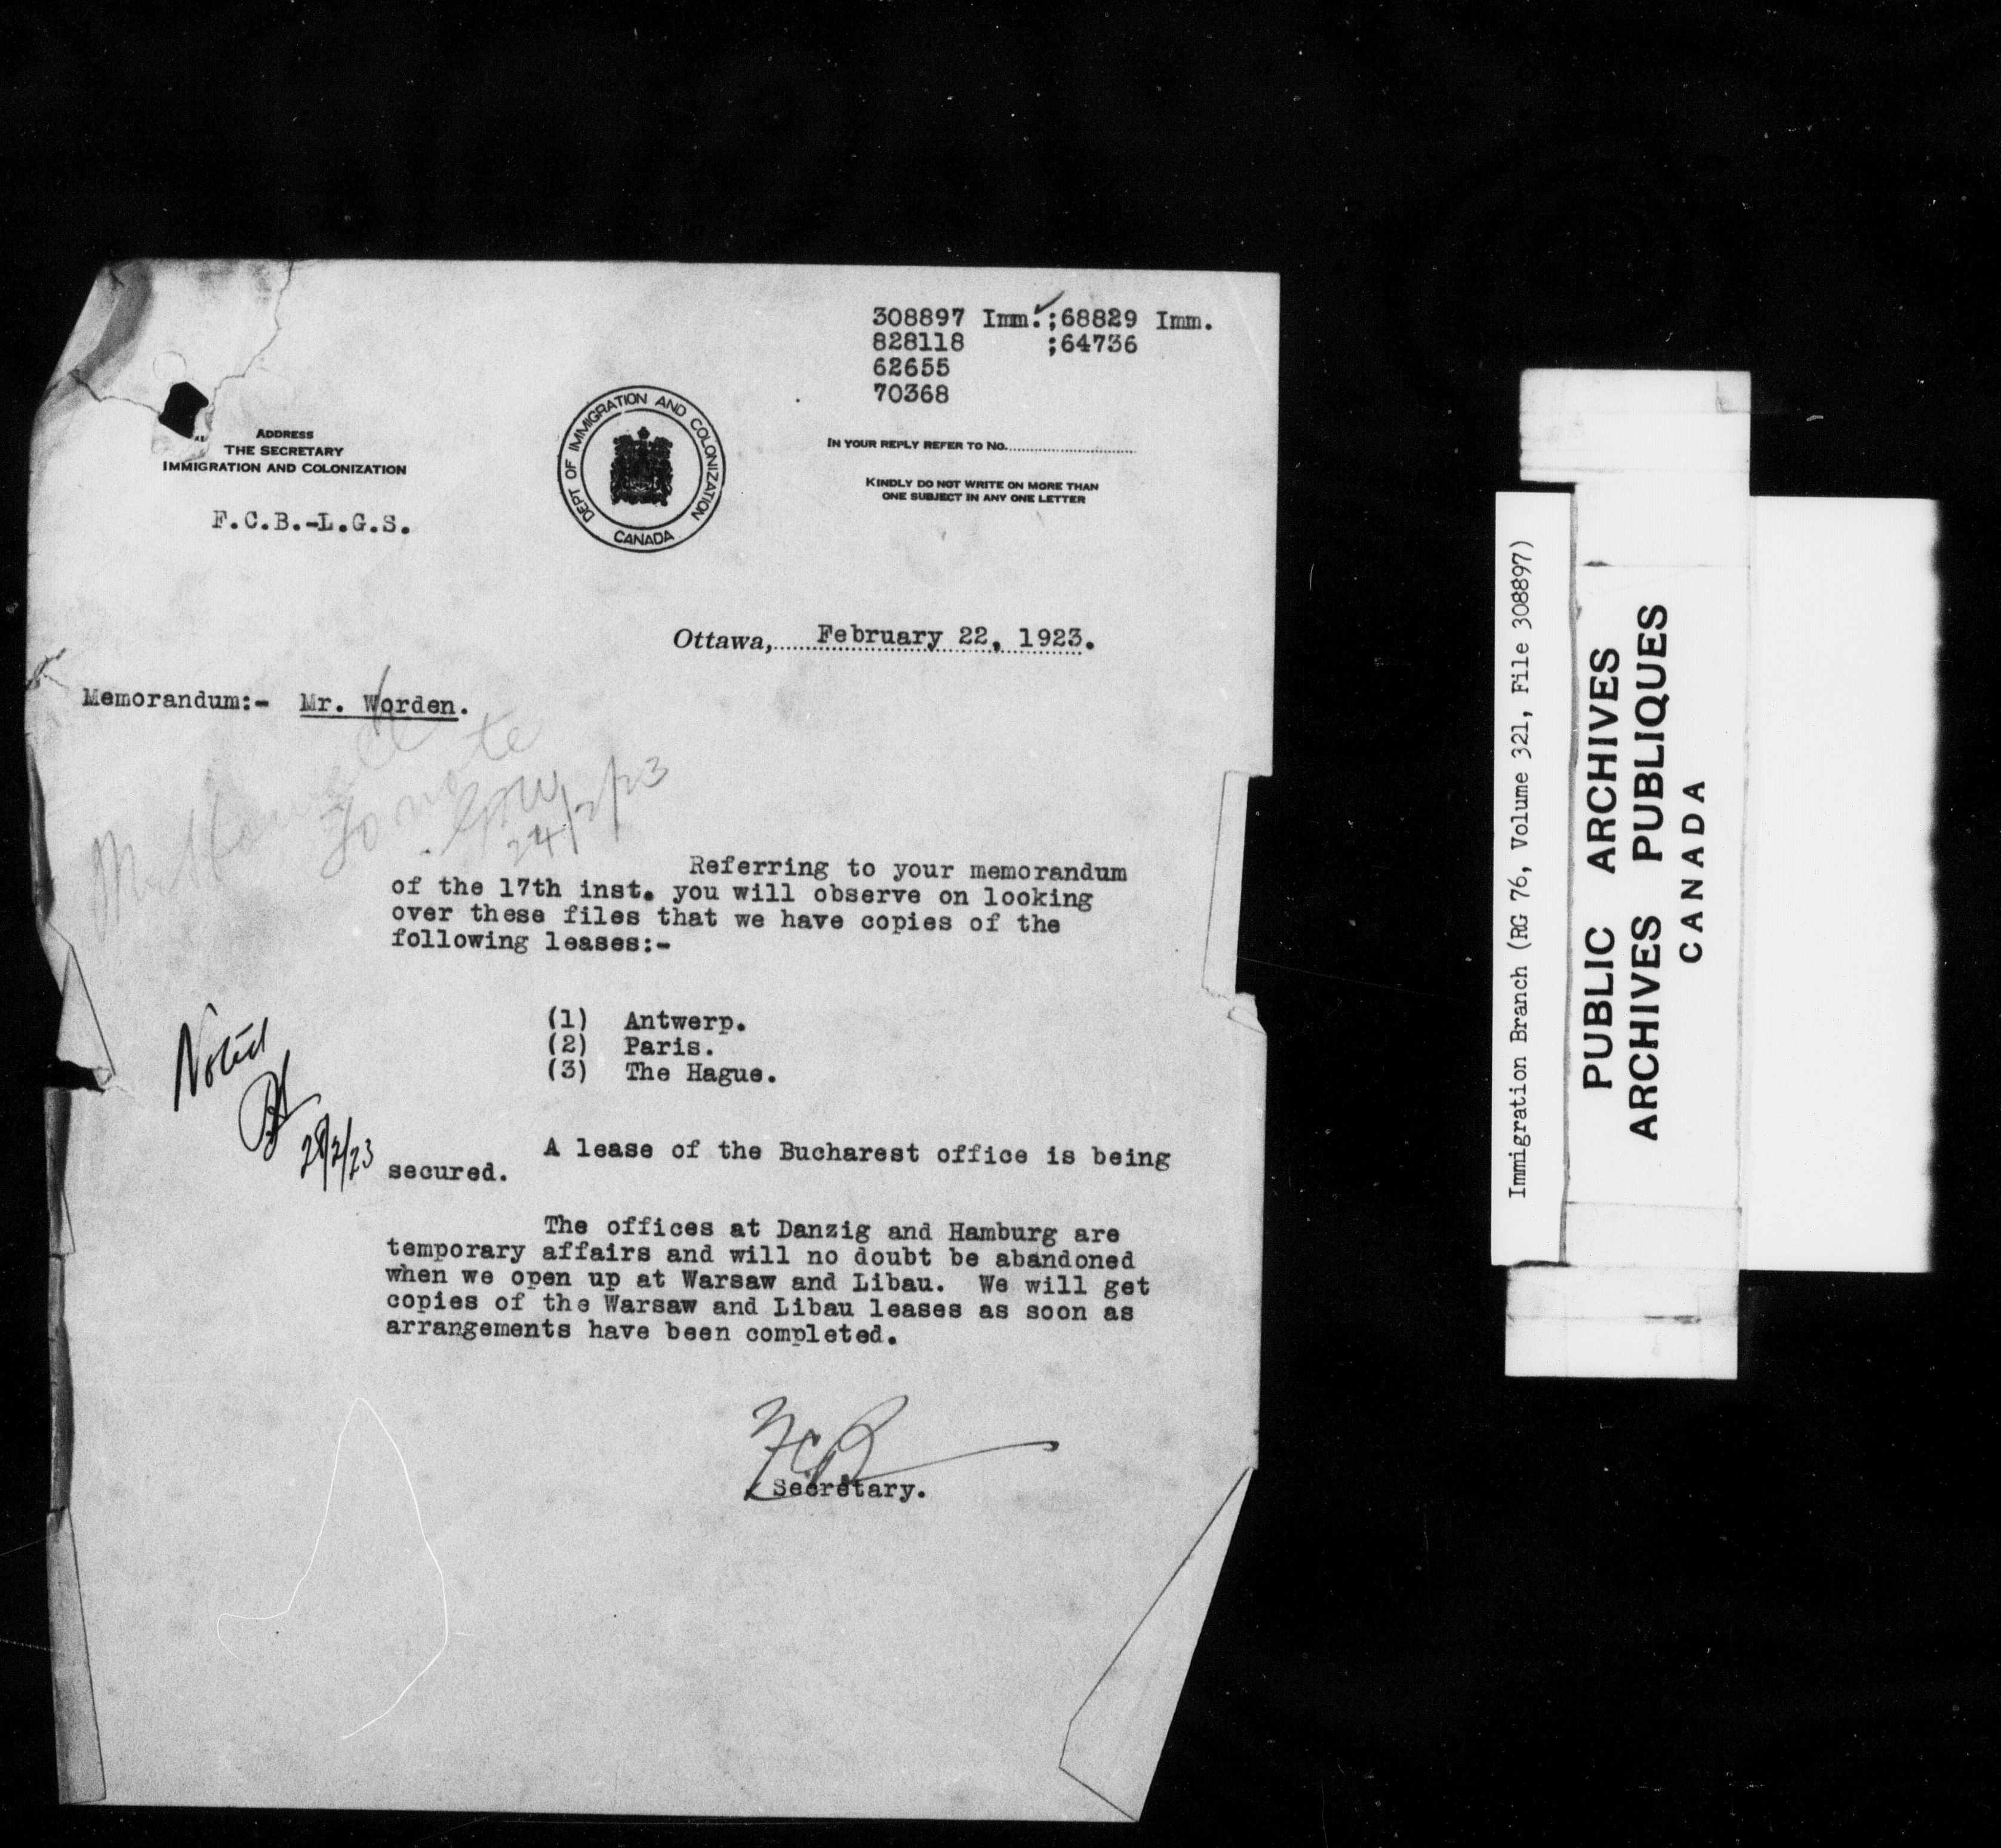 308897 Imm.;68829 Imm.
828118 ;64736
62655
70368
ADDRESS
THE SECRETARY
IMMIGRATION AND COLONIZATION
F.C.B.-L.G.S.
DEPT OF IMMIGRATION AND COLONIZATION
CANADA
IN YOUR REPLY REFER TO NO.
KINDLY DO NOT WRITE ON MORE THAN
ONE SUBJECT IN ANY ONE LETTER
Ottawa, February 22, 1923.
Memorandum:- Mr. Worden.
To note
24/2/23
Referring to your memorandum
of the 17th inst. you will observe on looking
over these files that we have copies of the
following leases:-
(1) Antwerp.
(2) Paris.
(3) The Hague.
Noted
28/2/23
A lease of the Bucharest office is being
secured.
The offices at Danzig and Hamburg are
temporary affairs and will no doubt be abandoned
when we open up at Warsaw and Libau. We will get
copies of the Warsaw and Libau leases as soon as
arrangements have been completed.
FCB
Secretary.
Immigration Branch (RG 76, Volume 321, File 308897)
PUBLIC ARCHIVES
ARCHIVES PUBLIQUES
CANADA